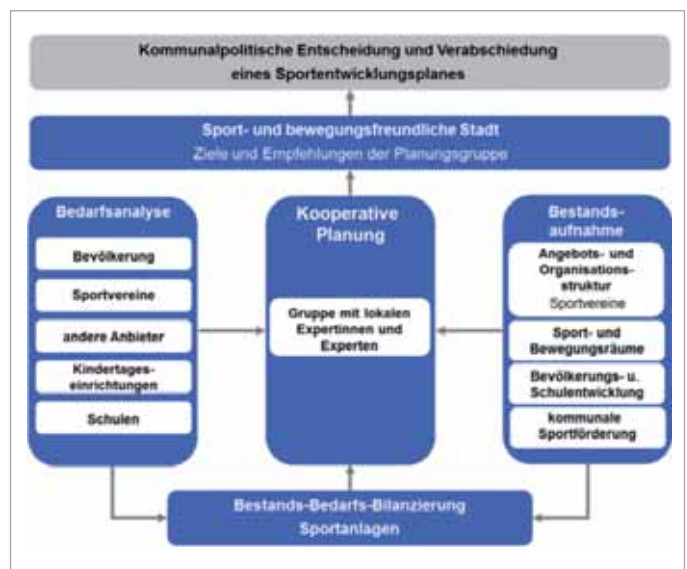 Kommunalpolitische Entscheidung und Verabschiedung
eines Sportentwicklungsplanes
Sport- und bewegungsfreundliche Stadt
Ziele und Empfehlungen der Planungsgruppe
Bedarfsanalyse
Bevölkerung
Sportvereine
andere Anbieter
Kindertages-
einrichtungen
Schulen
Kooperative
Planung
Gruppe mit lokalen
Expertinnen und
Experten
Bestands-
aufnahme
Angebots- und
Organisations-
struktur
Sportvereine
Sport- und
Bewegungsräume
Bevölkerungs- u.
Schulentwicklung
kommunale
Sportförderung
Bestands-Bedarfs-Bilanzierung
Sportanlagen